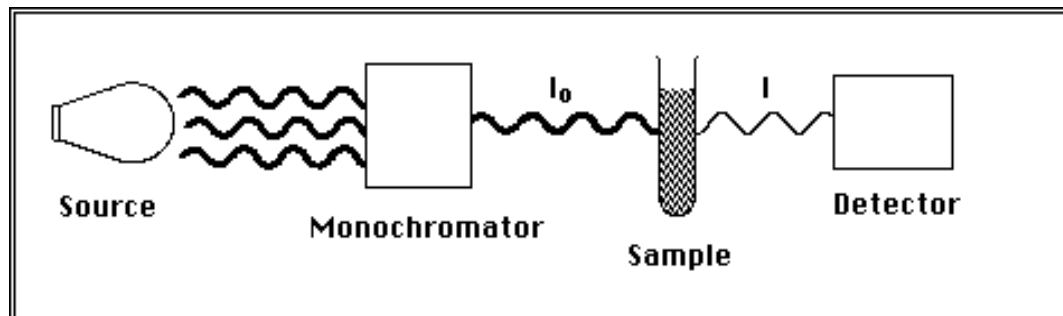 I₀
I
Source
Monochromator
Sample
Detector